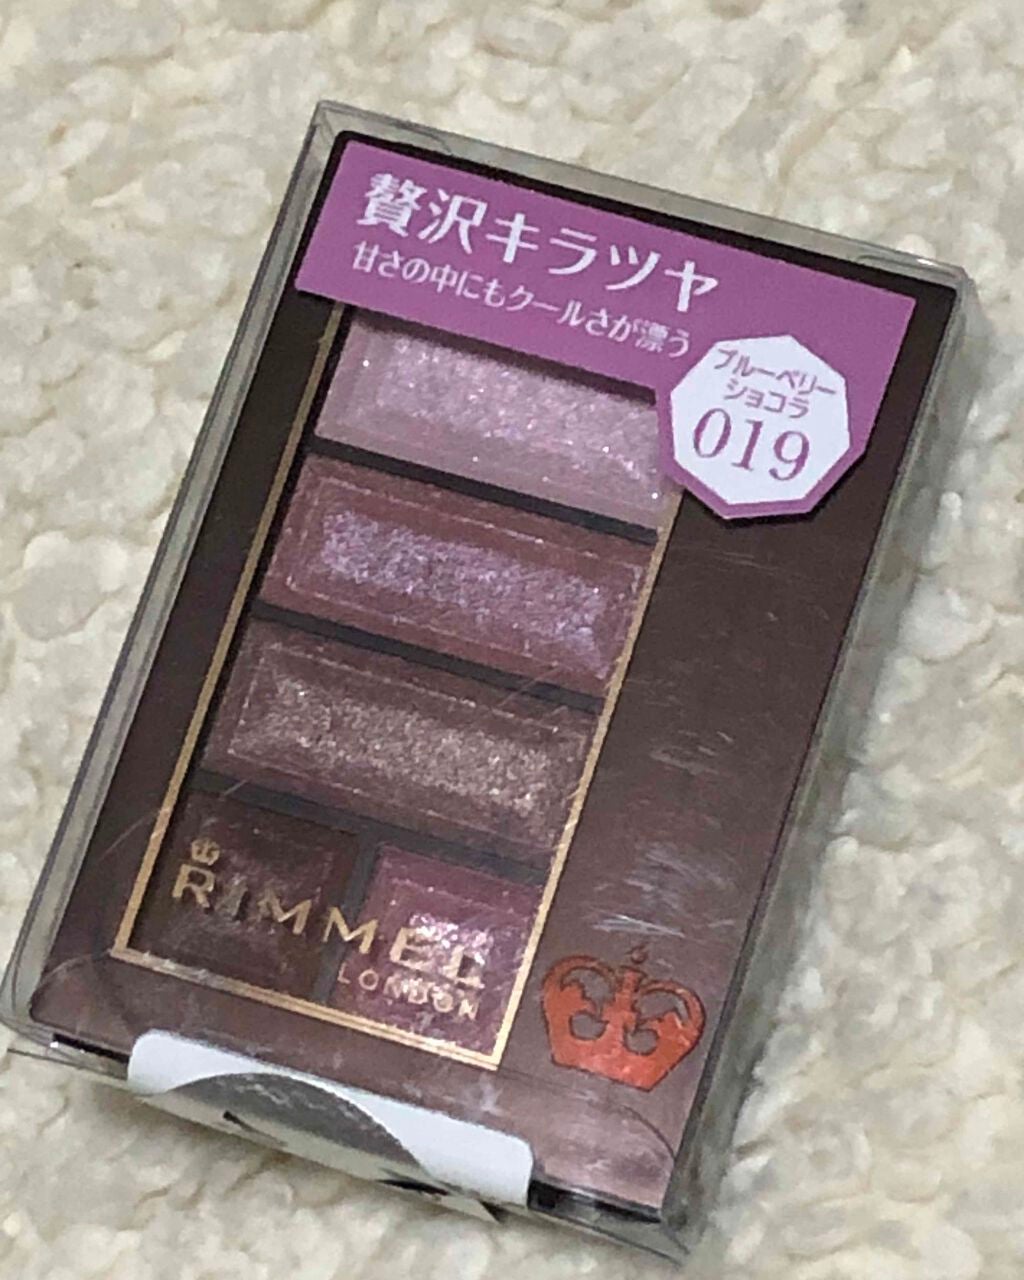 贅沢キラツヤ
甘さの中にもクールさが漂う
ブルーベリー
ショコラ
019
RIMMEL
LONDON